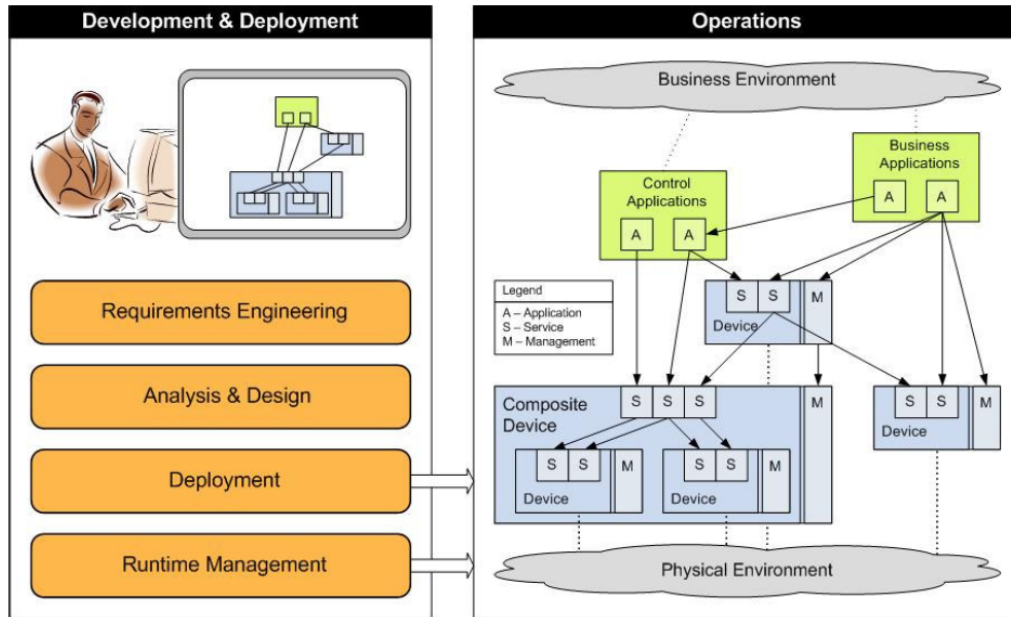 Development & Deployment
Requirements Engineering
Analysis & Design
Deployment
Runtime Management
Operations
Business Environment
Business
Applications
A A
Control
Applications
A A
Legend
A – Application
S – Service
M – Management
S S M
Device
Composite
Device
S S S M
S S M
Device
S S M
Device
S S M
Device
Physical Environment